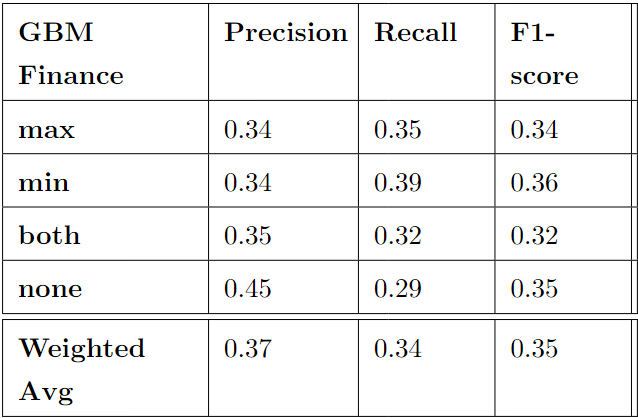 GBM Precision Recall F1-
Finance score
max 0.34 0.35 0.34
min 0.34 0.39 0.36
both 0.35 0.32 0.32
none 0.45 0.29 0.35
Weighted 0.37 0.34 0.35
Avg